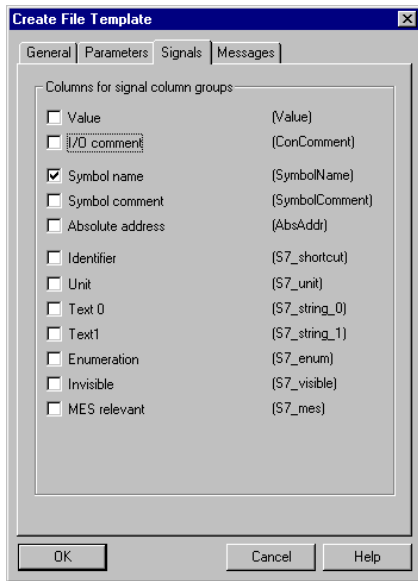 Create File Template
General Parameters Signals Messages
Columns for signal column groups
Value (Value)
I/O comment (ConComment)
Symbol name (SymbolName)
Symbol comment (SymbolComment)
Absolute address (AbsAddr)
Identifier (S7_shortcut)
Unit (S7_unit)
Text 0 (S7_string_0)
Text1 (S7_string_1)
Enumeration (S7_enum)
Invisible (S7_visible)
MES relevant (S7_mes)
OK Cancel Help